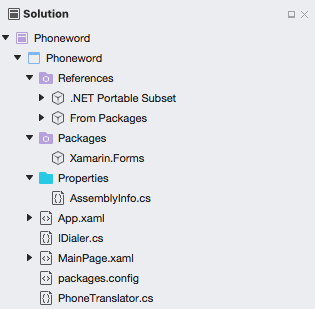 Solution
Phoneword
Phoneword
References
.NET Portable Subset
From Packages
Packages
Xamarin.Forms
Properties
AssemblyInfo.cs
App.xaml
IDialer.cs
MainPage.xaml
packages.config
PhoneTranslator.cs